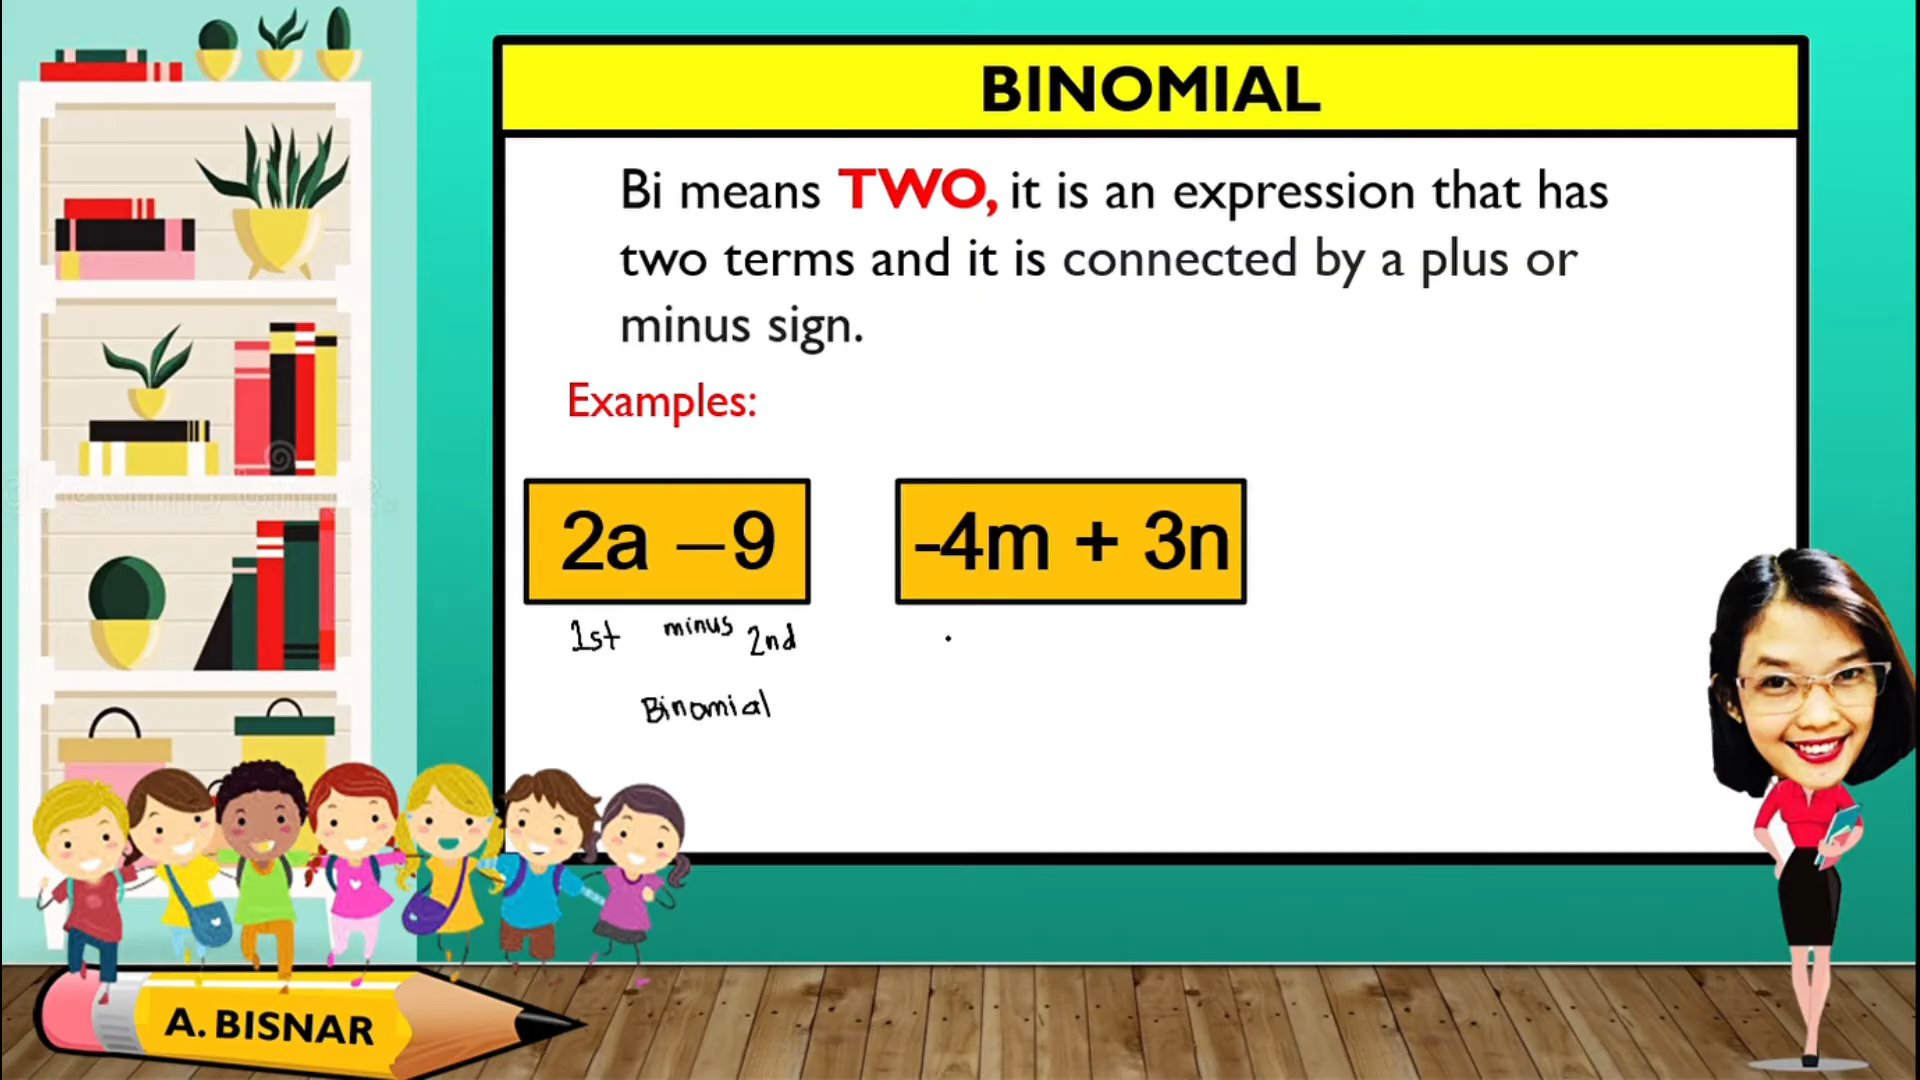 BINOMIAL
Bi means TWO, it is an expression that has
two terms and it is connected by a plus or
minus sign.
Examples:
2a –9
-4m + 3n
1st minus 2nd
Binomial
A. BISNAR